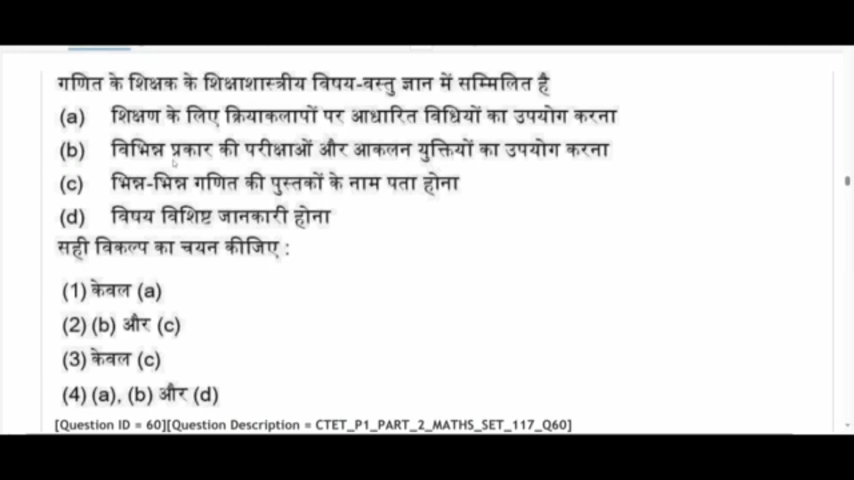 गणित के शिक्षक के शिक्षाशास्त्रीय विषय-वस्तु ज्ञान में सम्मिलित है
(a) शिक्षण के लिए क्रियाकलापों पर आधारित विधियों का उपयोग करना
(b) विभिन्न प्रकार की परीक्षाओं और आकलन युक्तियों का उपयोग करना
(c) भिन्न-भिन्न गणित की पुस्तकों के नाम पता होना
(d) विषय विशिष्ट जानकारी होना
सही विकल्प का चयन कीजिए :
(1) केवल (a)
(2) (b) और (c)
(3) केवल (c)
(4) (a), (b) और (d)
[Question ID = 60][Question Description = CTET_P1_PART_2_MATHS_SET_117_Q60]